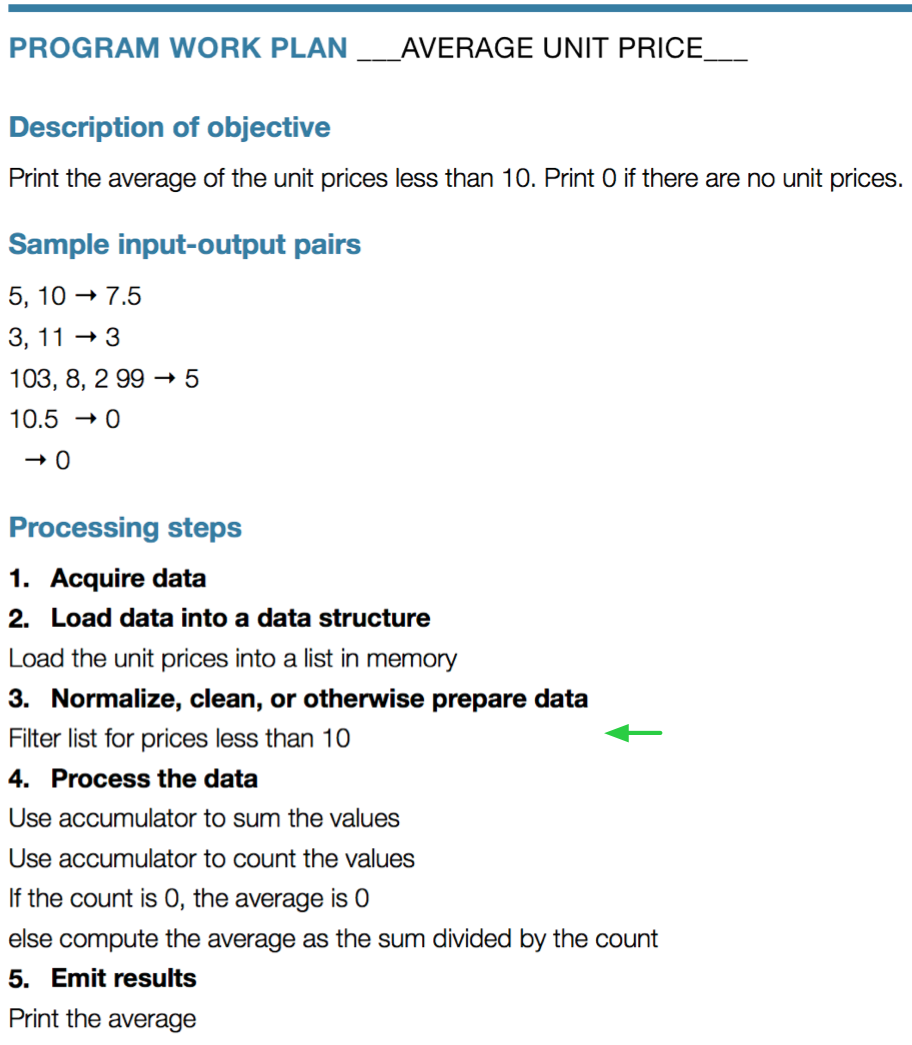 PROGRAM WORK PLAN ___AVERAGE UNIT PRICE___
Description of objective
Print the average of the unit prices less than 10. Print 0 if there are no unit prices.
Sample input-output pairs
5, 10 → 7.5
3, 11 → 3
103, 8, 2 99 → 5
10.5 → 0
→ 0
Processing steps
1. Acquire data
2. Load data into a data structure
Load the unit prices into a list in memory
3. Normalize, clean, or otherwise prepare data
Filter list for prices less than 10
4. Process the data
Use accumulator to sum the values
Use accumulator to count the values
If the count is 0, the average is 0
else compute the average as the sum divided by the count
5. Emit results
Print the average